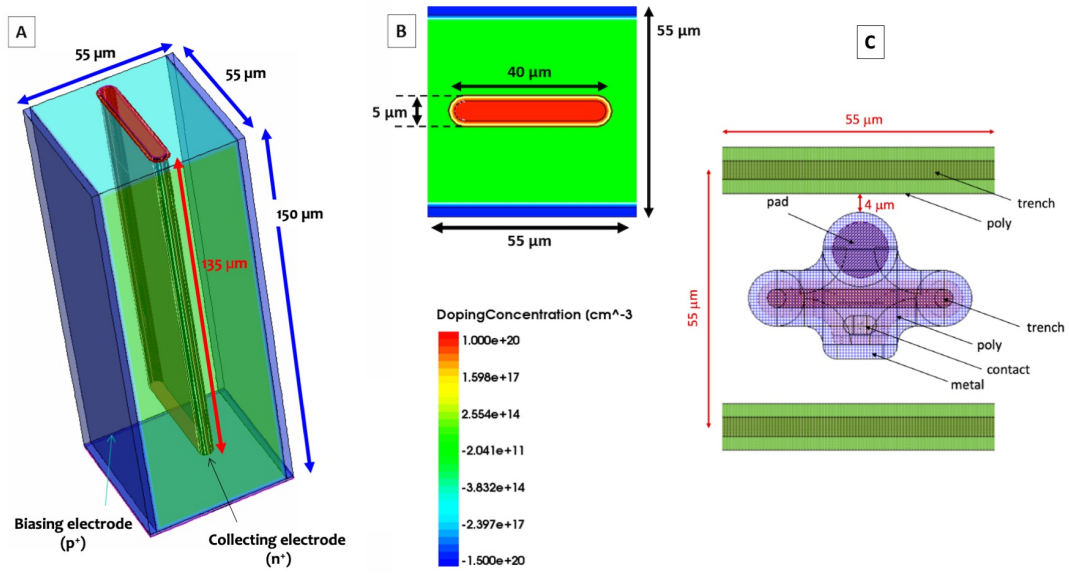 A
55 μm
55 μm
150 μm
135 μm
Biasing electrode
(p⁺)
Collecting electrode
(n⁺)
B
40 μm
5 μm
55 μm
55 μm
DopingConcentration (cm^-3
1.000e+20
1.598e+17
2.554e+14
-2.041e+11
-3.832e+14
-2.397e+17
-1.500e+20
C
55 μm
4 μm
55 μm
pad
trench
poly
trench
poly
contact
metal